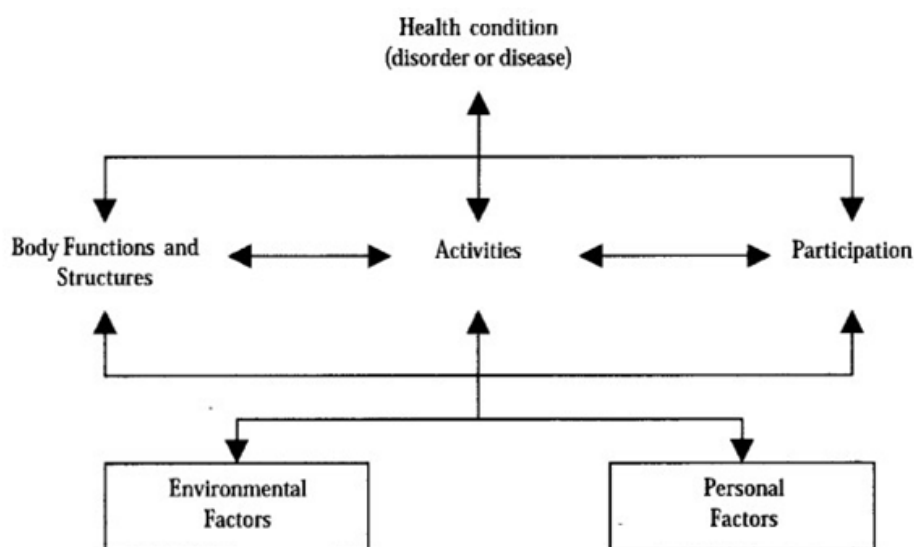 Health condition
(disorder or disease)
Body Functions and
Structures
Activities
Participation
Environmental
Factors
Personal
Factors